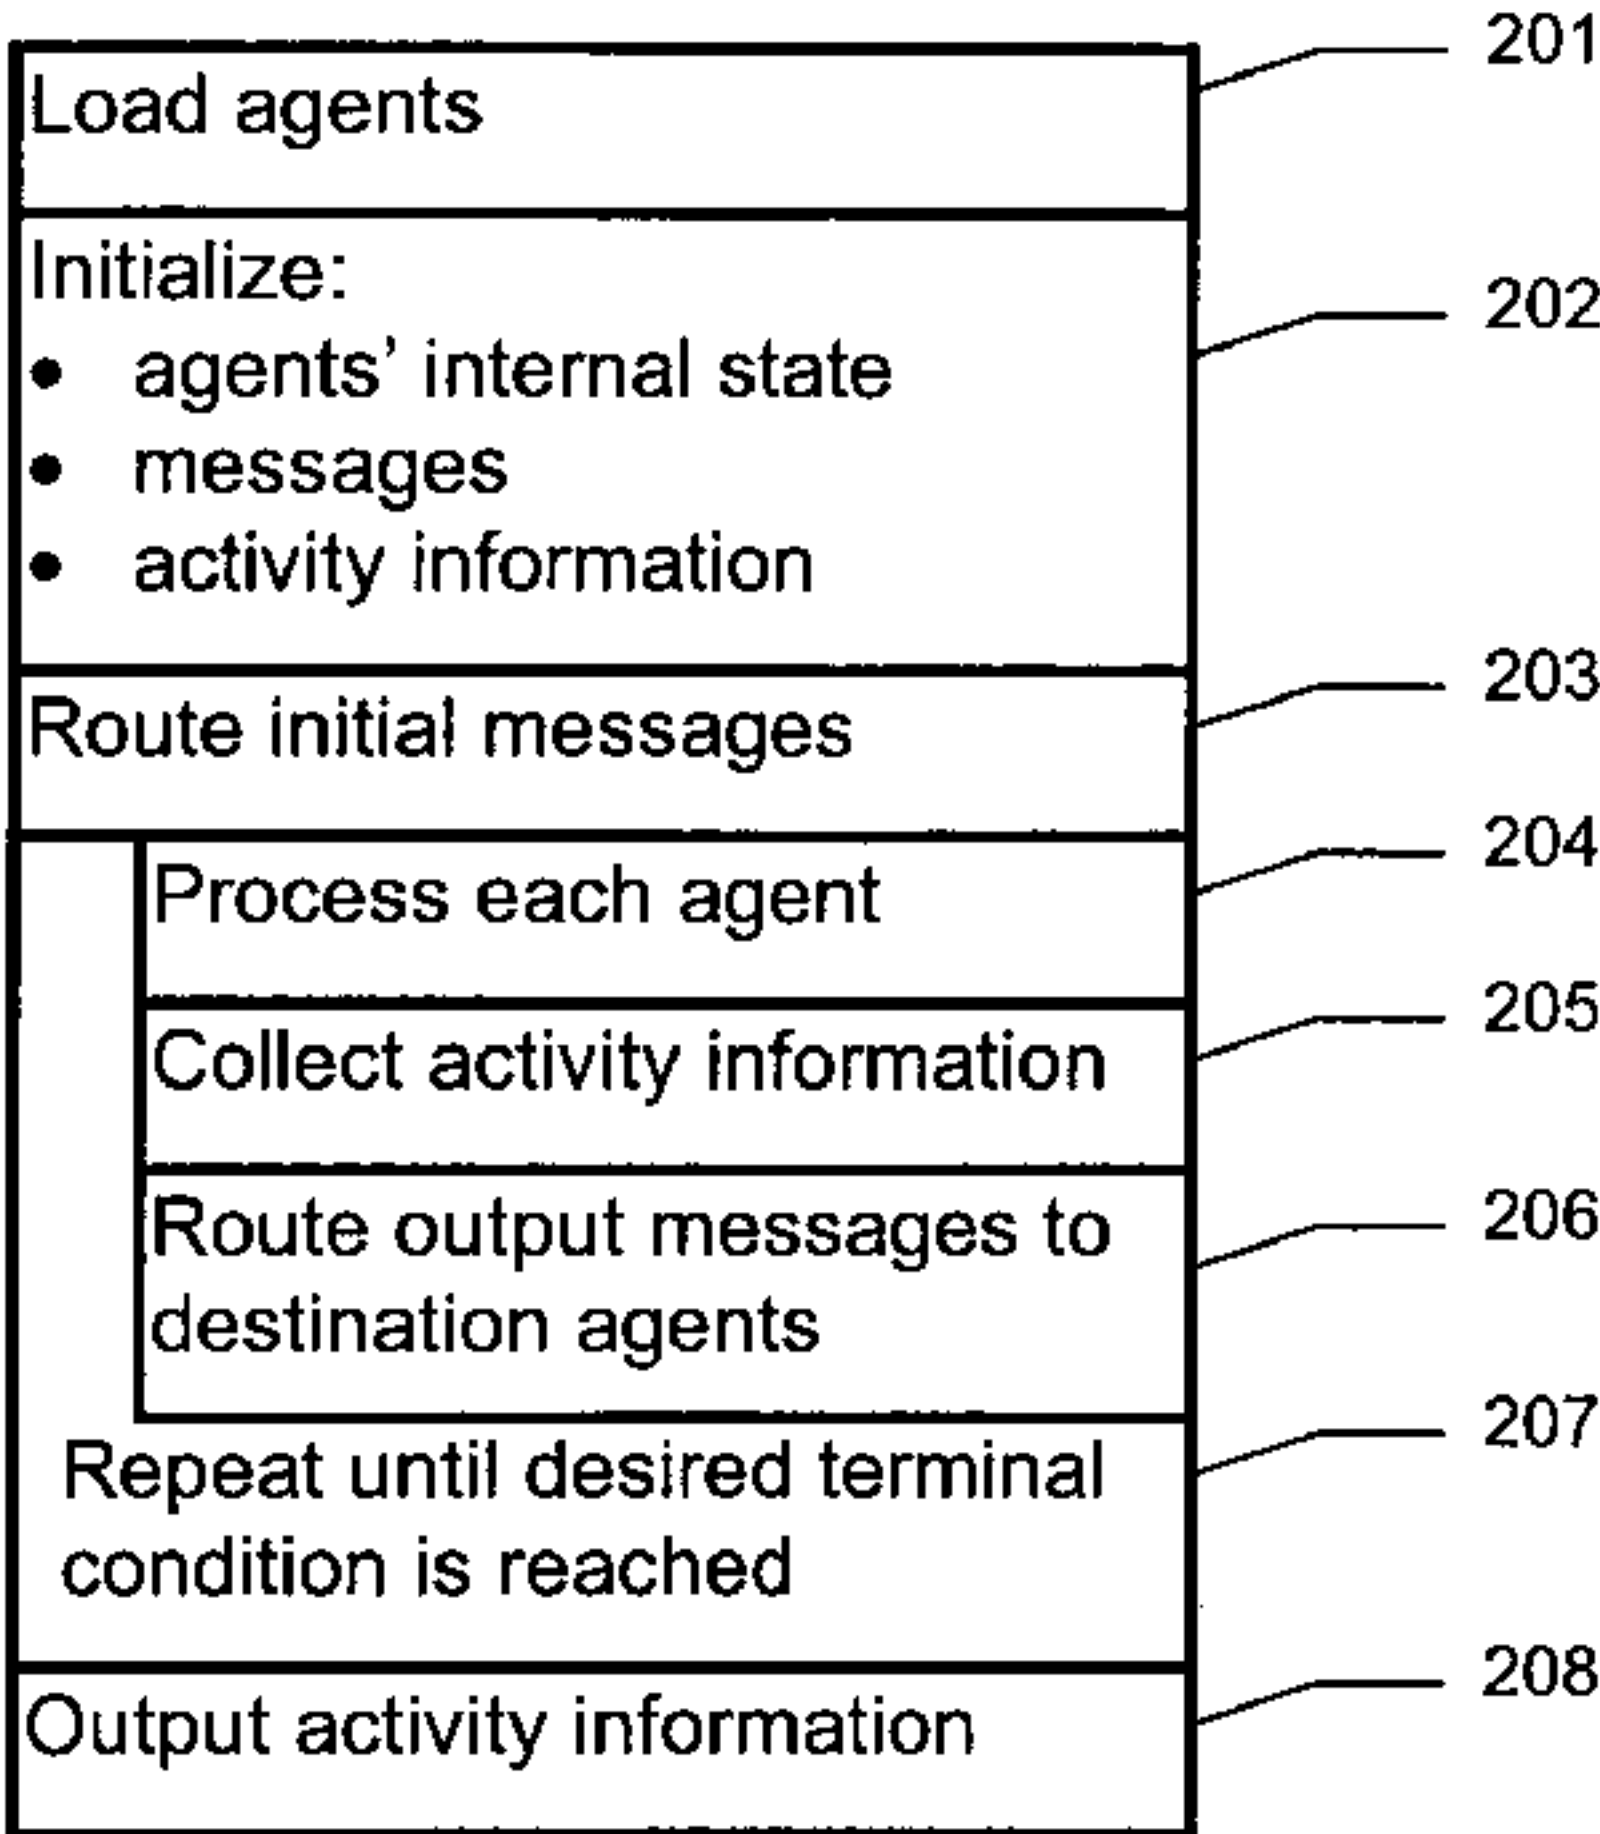 201
Load agents
Initialize:
202
• agents’ internal state
• messages
• activity information
203
Route initial messages
204
Process each agent
205
Collect activity information
206
Route output messages to
destination agents
207
Repeat until desired terminal
condition is reached
208
Output activity information